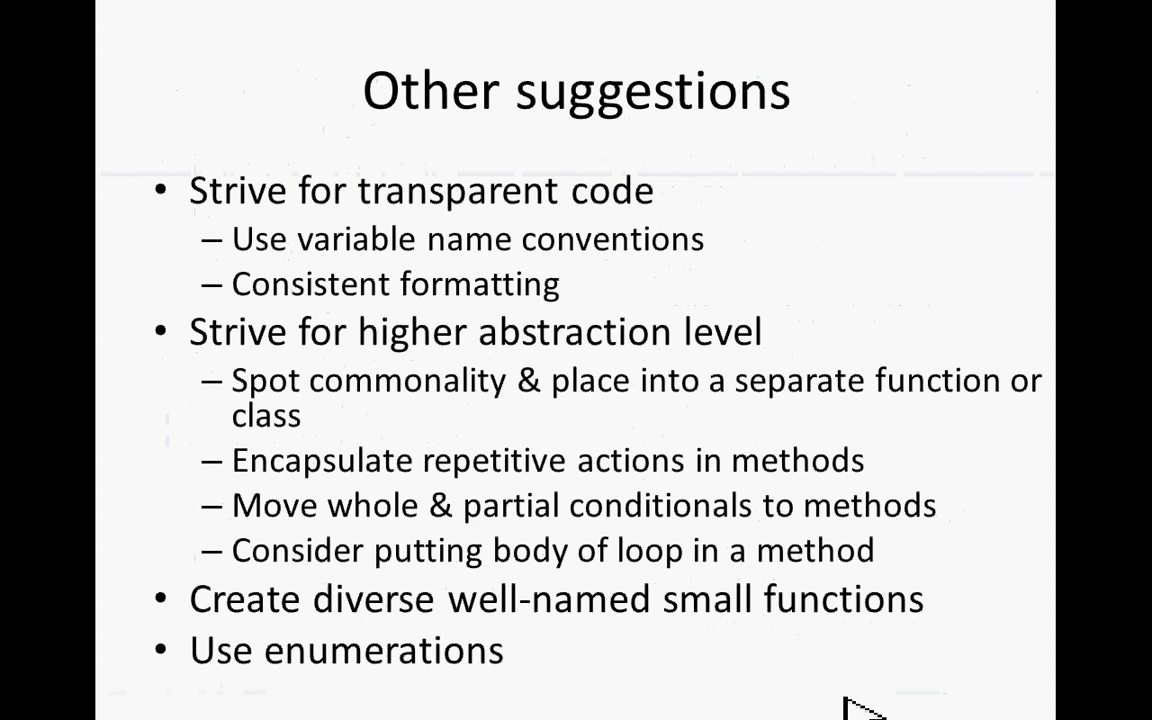 Other suggestions
• Strive for transparent code
– Use variable name conventions
– Consistent formatting
• Strive for higher abstraction level
– Spot commonality & place into a separate function or
class
– Encapsulate repetitive actions in methods
– Move whole & partial conditionals to methods
– Consider putting body of loop in a method
• Create diverse well-named small functions
• Use enumerations